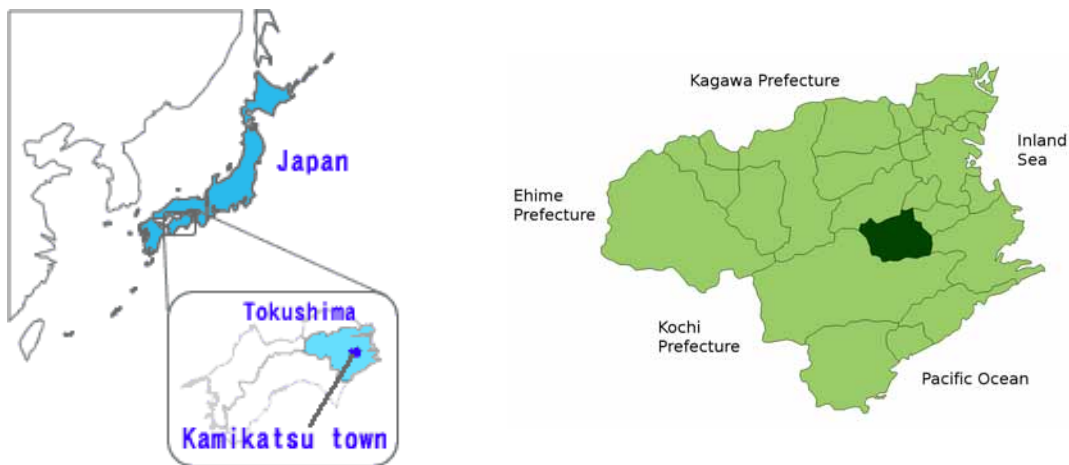 Japan
Tokushima
Kamikatsu town
Kagawa Prefecture
Inland
Sea
Ehime
Prefecture
Kochi
Prefecture
Pacific Ocean